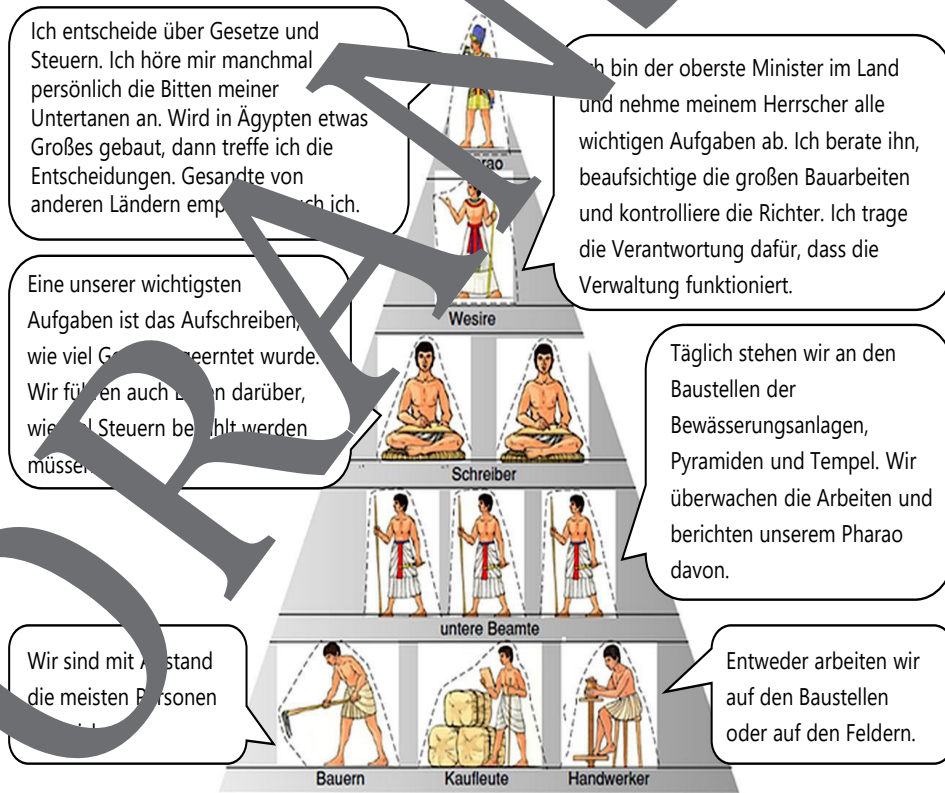 Ich entscheide über Gesetze und
Steuern. Ich höre mir manchmal
persönlich die Bitten meiner
Untertanen an. Wird in Ägypten etwas
Großes gebaut, dann treffe ich die
Entscheidungen. Gesandte von
anderen Ländern ich.
bin der oberste Minister im Land
und nehme meinem Herrscher alle
wichtigen Aufgaben ab. Ich berate ihn,
beaufsichtige die großen Bauarbeiten
und kontrolliere die Richter. Ich trage
die Verantwortung dafür, dass die
Verwaltung funktioniert.
Wesire
Eine unserer wichtigsten
Aufgaben ist das Aufschreiben,
wie viel geerntet wurde.
Wir auch darüber,
Steuern werden
Schreiber
Täglich stehen wir an den
Baustellen der
Bewässerungsanlagen,
Pyramiden und Tempel. Wir
überwachen die Arbeiten und
berichten unserem Pharao
davon.
untere Beamte
Wir sind mit
die meisten
Entweder arbeiten wir
auf den Baustellen
oder auf den Feldern.
Bauern Kaufleute Handwerker